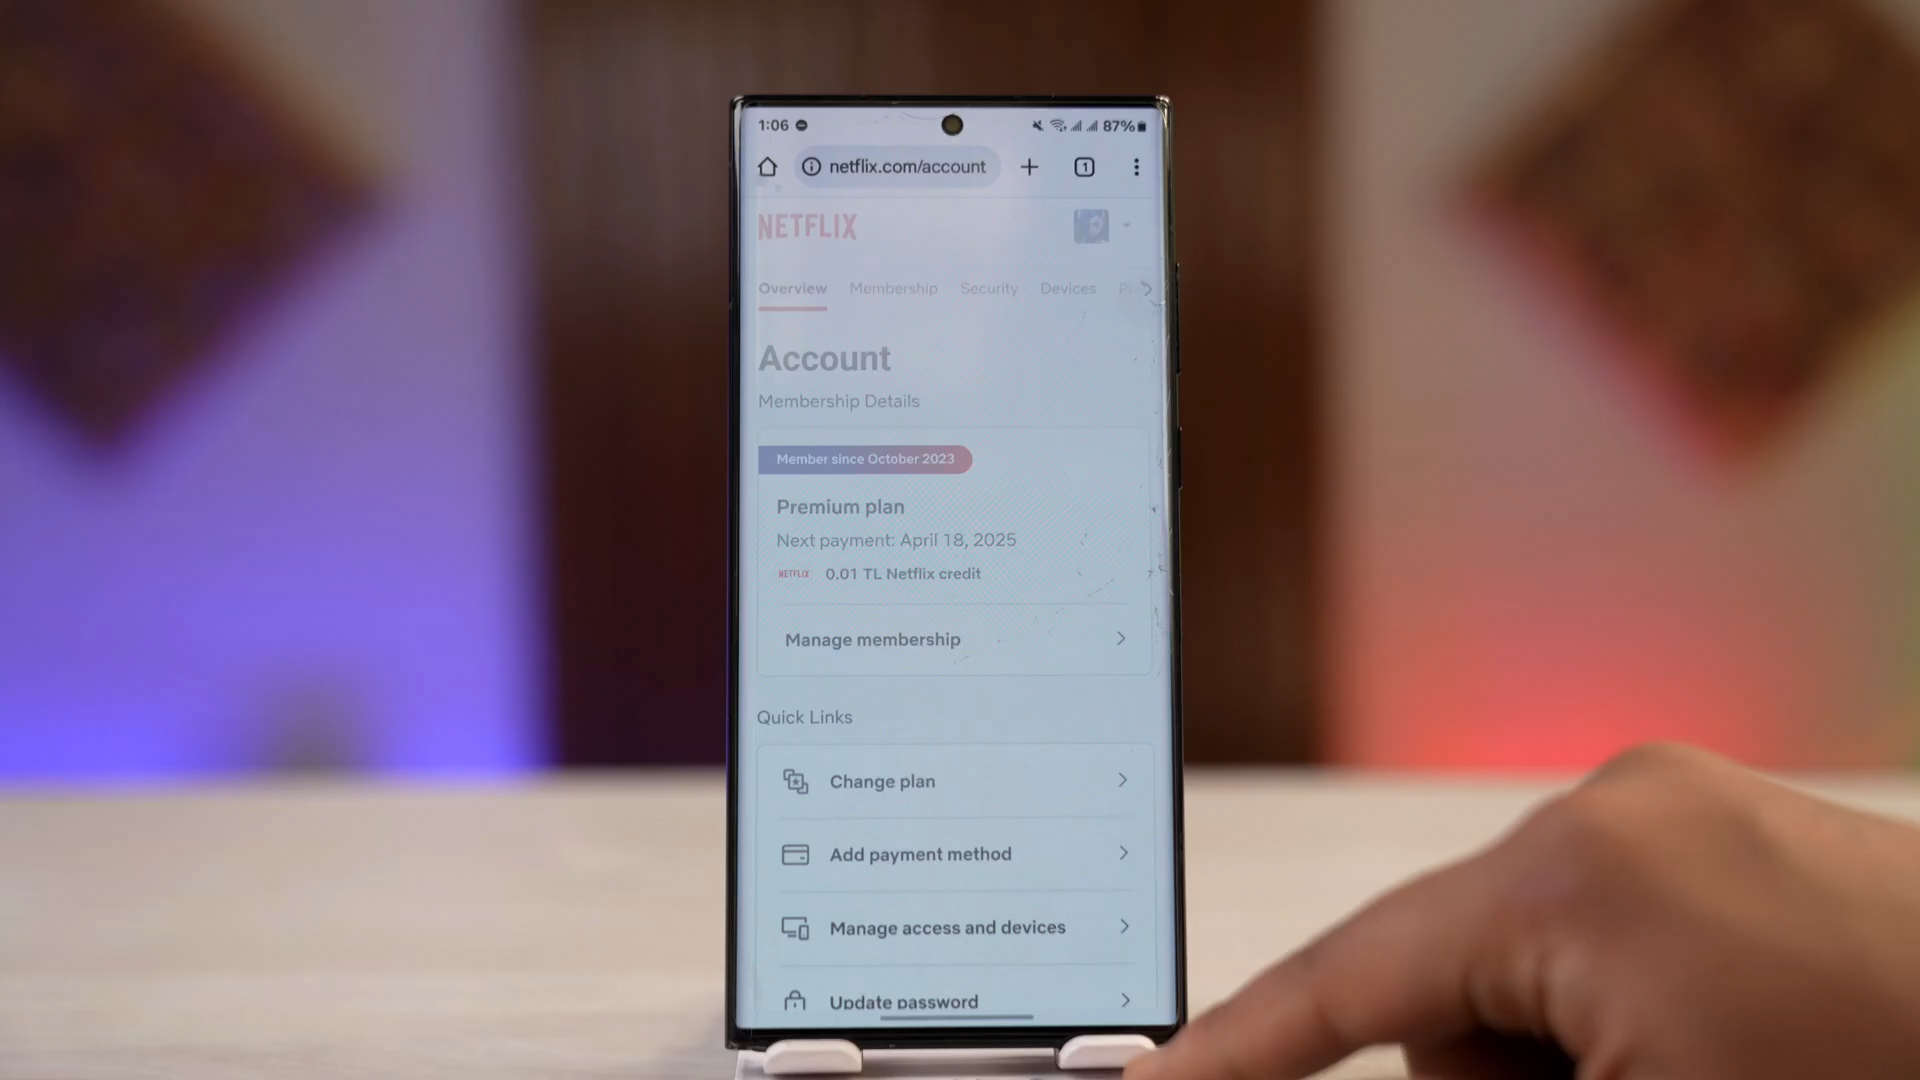 1:06 87%
netflix.com/account 1
NETFLIX
Overview Membership Security Devices
Account
Membership Details
Member since October 2023
Premium plan
Next payment: April 18, 2025
NETFLIX 0.01 TL Netflix credit
Manage membership
Quick Links
Change plan
Add payment method
Manage access and devices
Update password